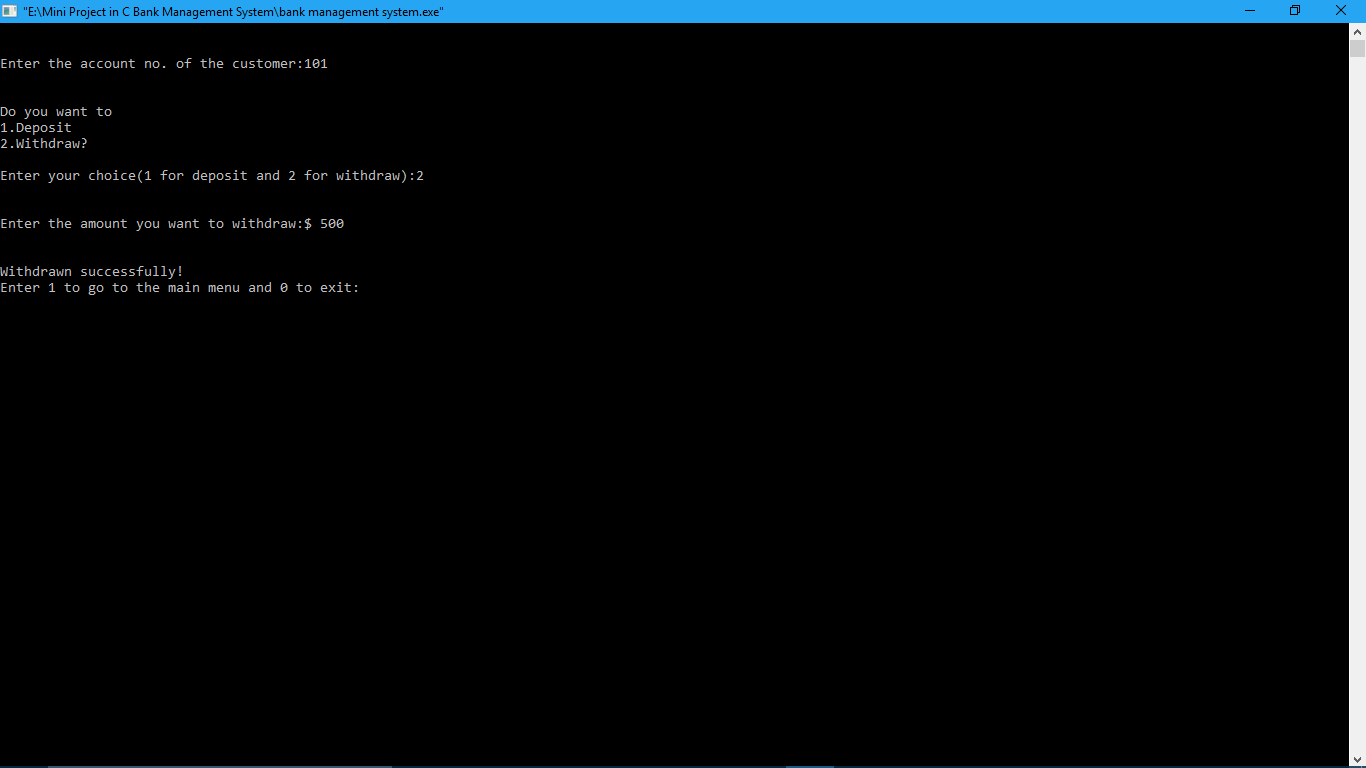 "E:\Mini Project in C Bank Management System\bank management system.exe"
Enter the account no. of the customer:101
Do you want to
1.Deposit
2.Withdraw?
Enter your choice(1 for deposit and 2 for withdraw):2
Enter the amount you want to withdraw:$ 500
Withdrawn successfully!
Enter 1 to go to the main menu and 0 to exit: